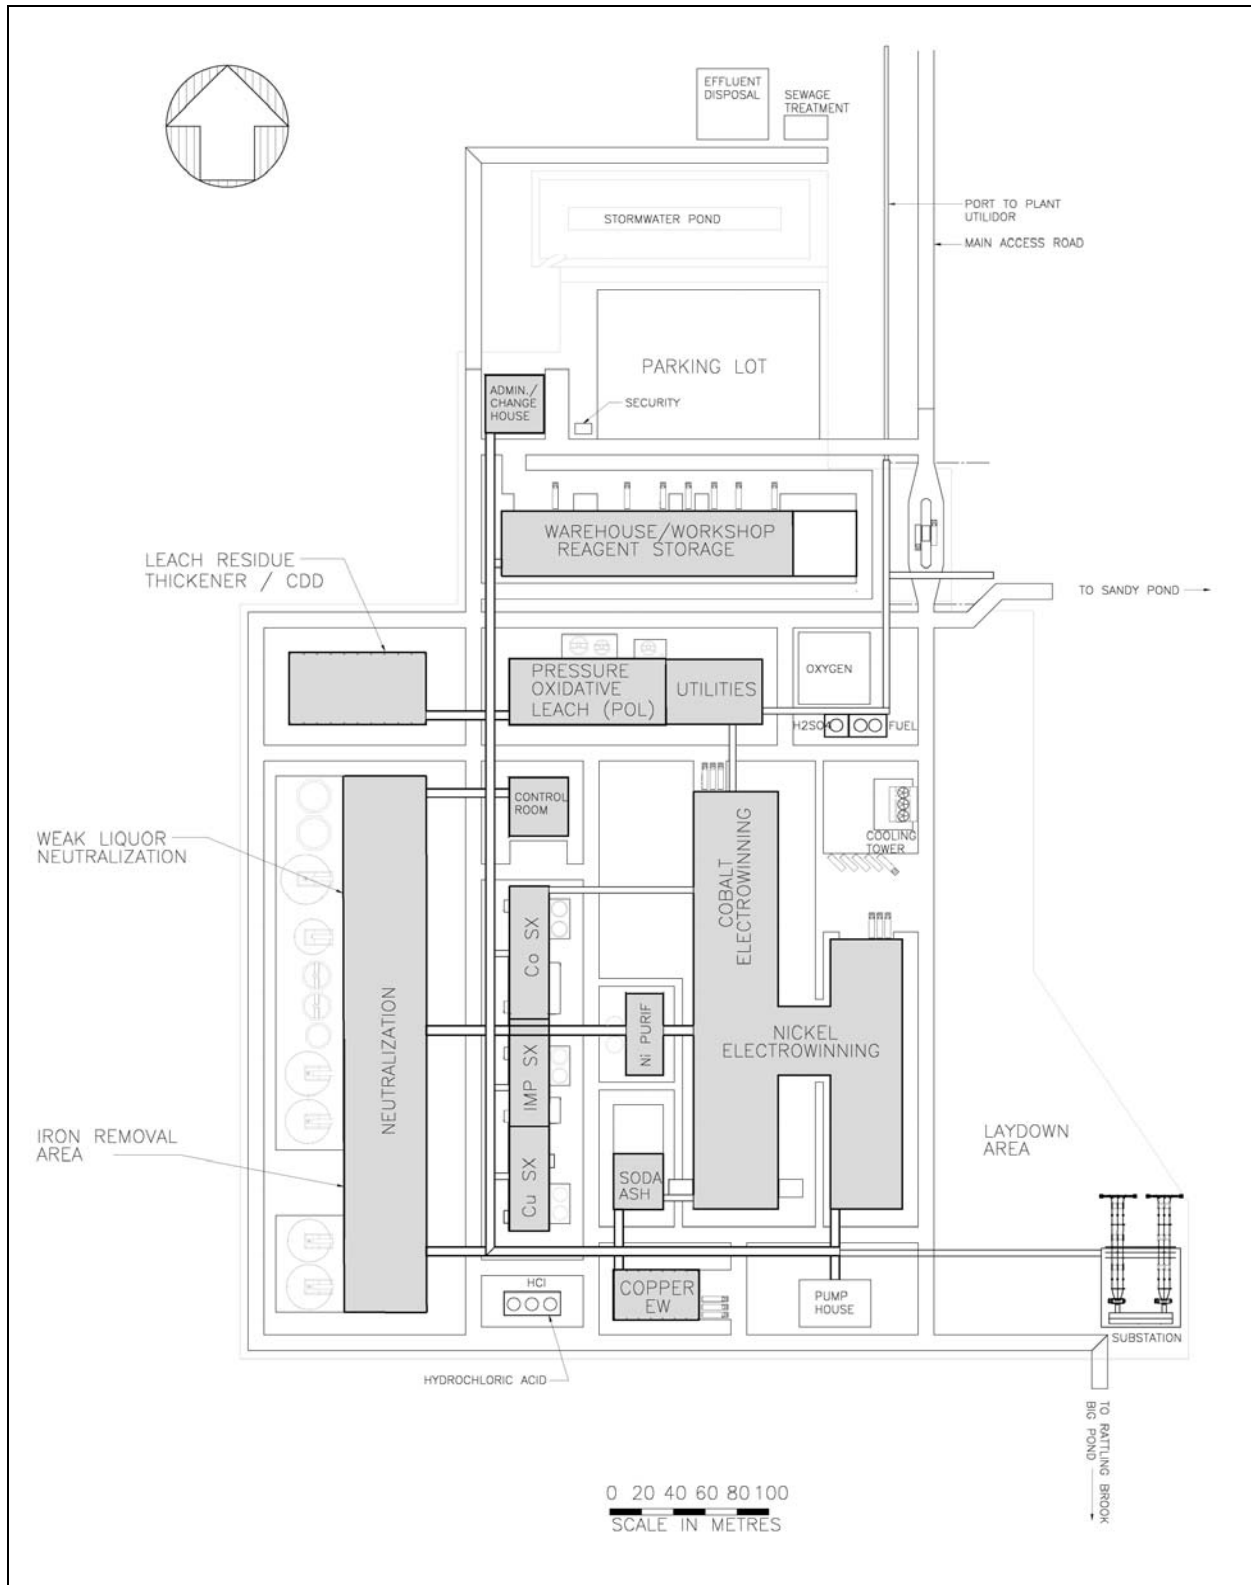 EFFLUENT
DISPOSAL
SEWAGE
TREATMENT
PORT TO PLANT
UTILIDOR
STORMWATER POND
MAIN ACCESS ROAD
PARKING LOT
ADMIN./
CHANGE
HOUSE
SECURITY
WAREHOUSE/WORKSHOP
REAGENT STORAGE
LEACH RESIDUE
THICKENER / CDD
TO SANDY POND
PRESSURE
OXIDATIVE
LEACH (POL)
UTILITIES
OXYGEN
H2SO4
FUEL
CONTROL
ROOM
COOLING
TOWER
WEAK LIQUOR
NEUTRALIZATION
COBALT
ELECTROWINNING
Co SX
NEUTRALIZATION
Ni PURIF
NICKEL
ELECTROWINNING
IMP SX
IRON REMOVAL
AREA
LAYDOWN
AREA
Cu SX
SODA
ASH
HCl
COPPER
EW
PUMP
HOUSE
SUBSTATION
HYDROCHLORIC ACID
TO RATTLING BROOK
BIG POND
0 20 40 60 80 100
SCALE IN METRES